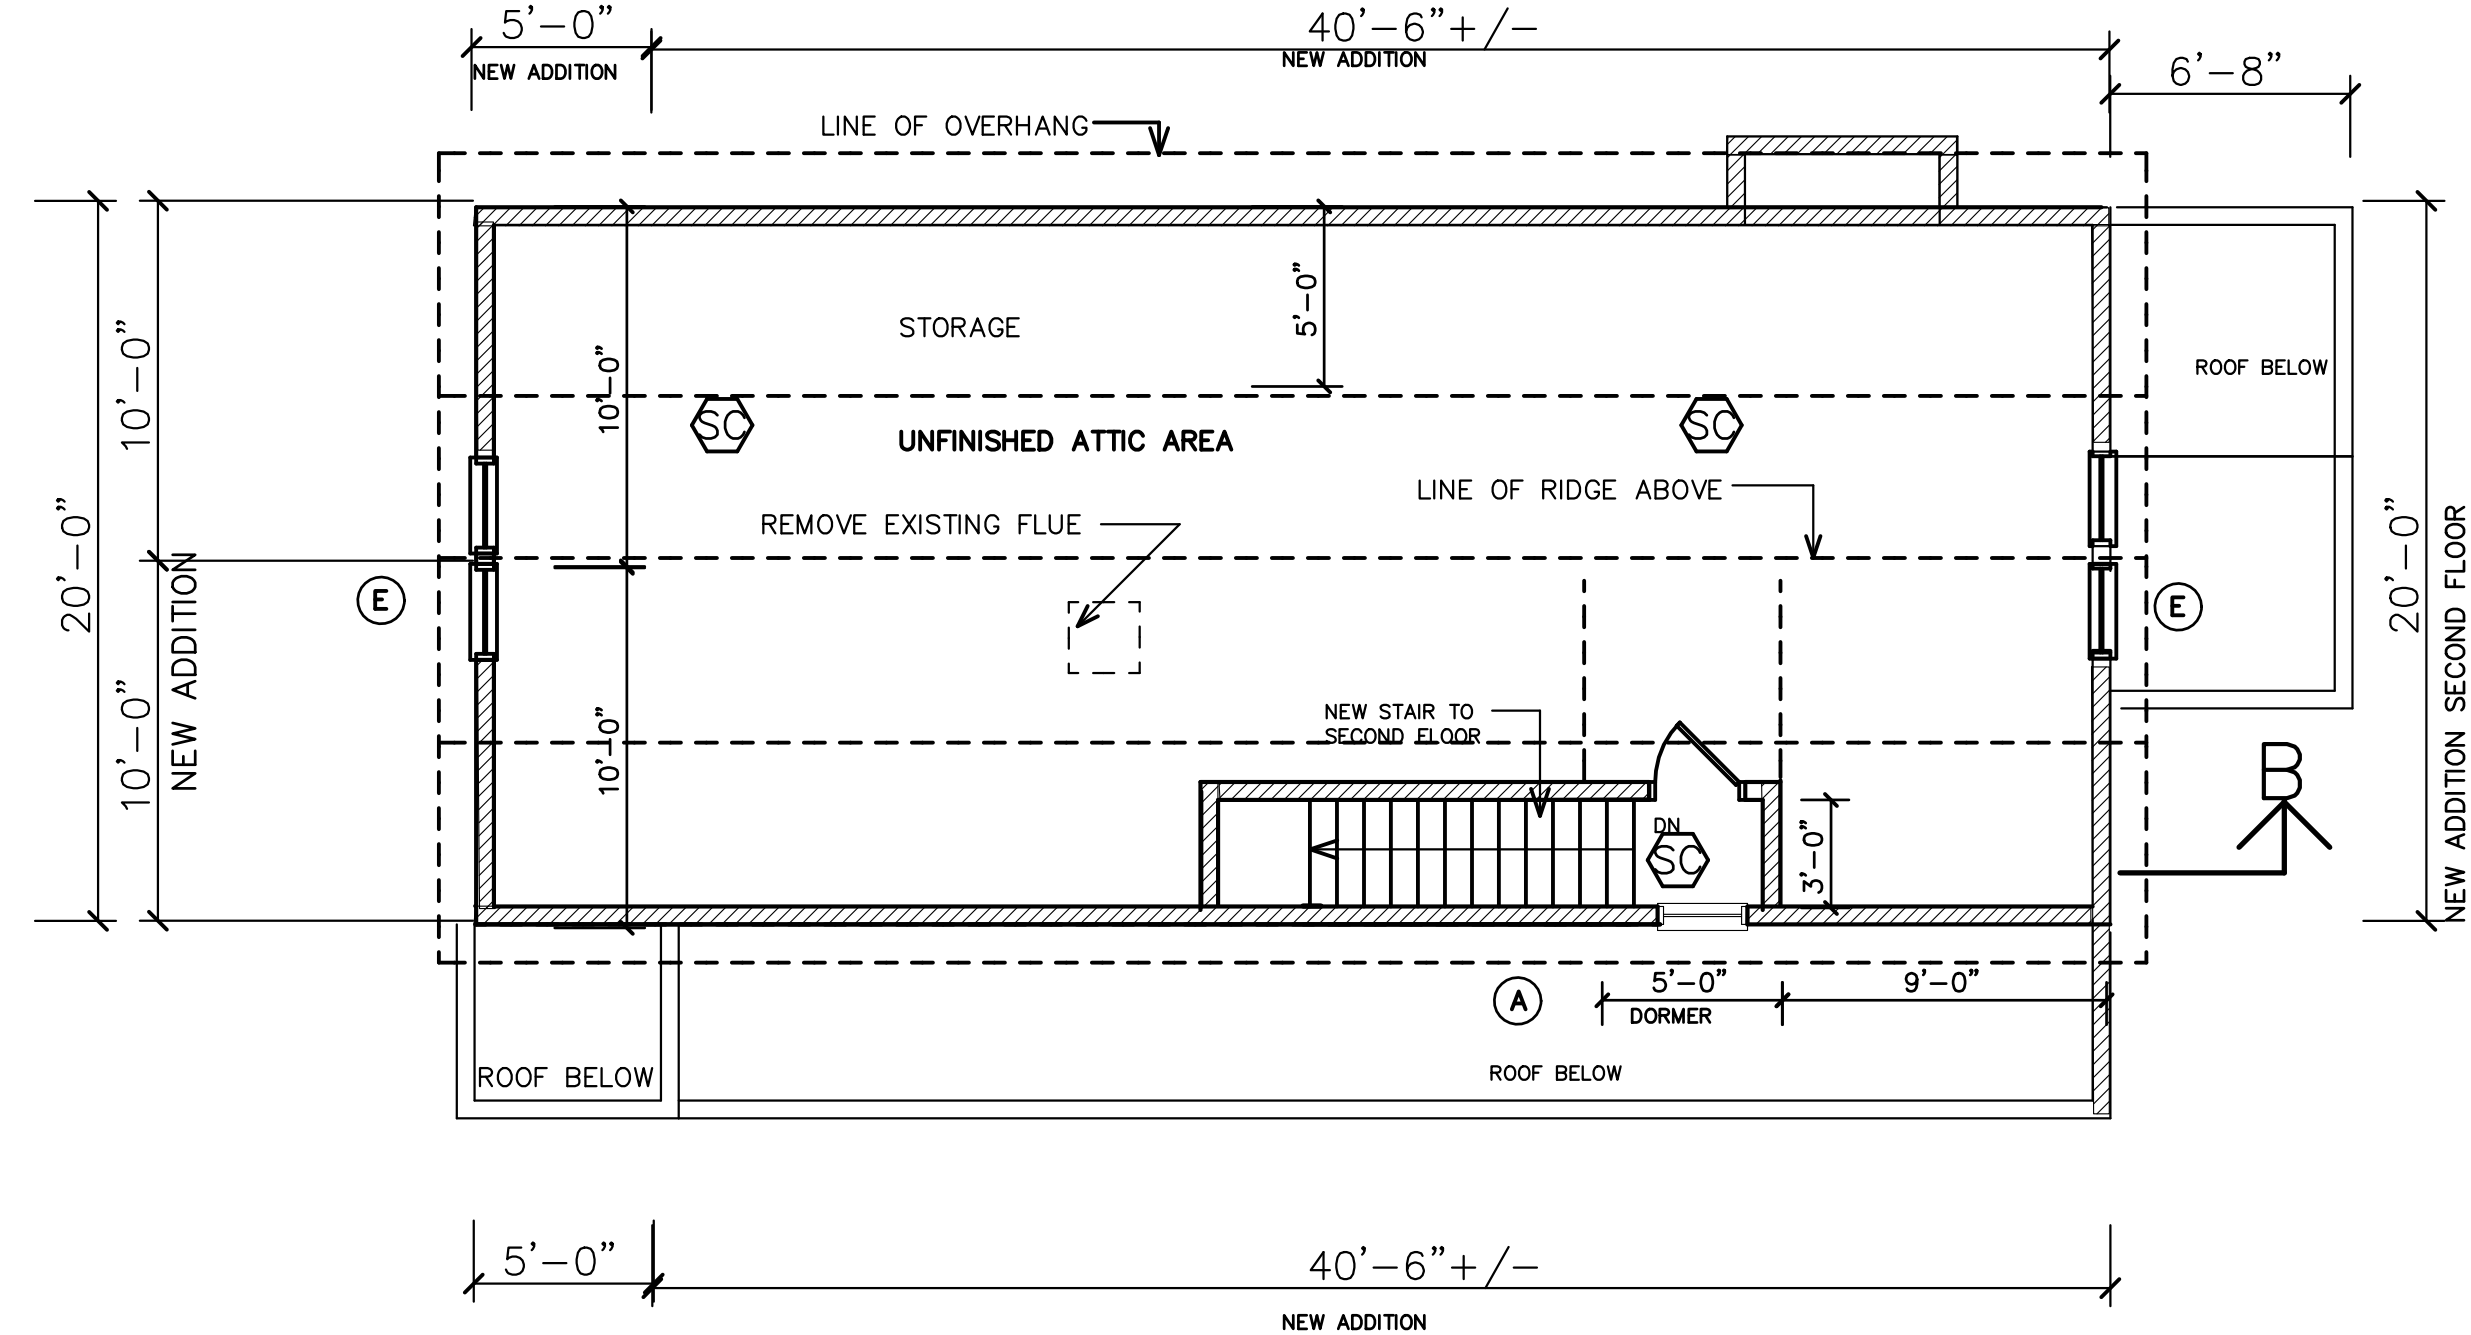 5'-0"
40'-6"+/-
NEW ADDITION
NEW ADDITION
6'-8"
LINE OF OVERHANG
5'-0"
STORAGE
10'-0"
10'-0"
ROOF BELOW
SC
SC
UNFINISHED ATTIC AREA
LINE OF RIDGE ABOVE
REMOVE EXISTING FLUE
20'-0"
NEW ADDITION
20'-0"
NEW ADDITION SECOND FLOOR
E
E
10'-0"
10'-0"
NEW STAIR TO
SECOND FLOOR
B
DN
SC
3'-0"
A
5'-0"
9'-0"
DORMER
ROOF BELOW
ROOF BELOW
5'-0"
40'-6"+/-
NEW ADDITION